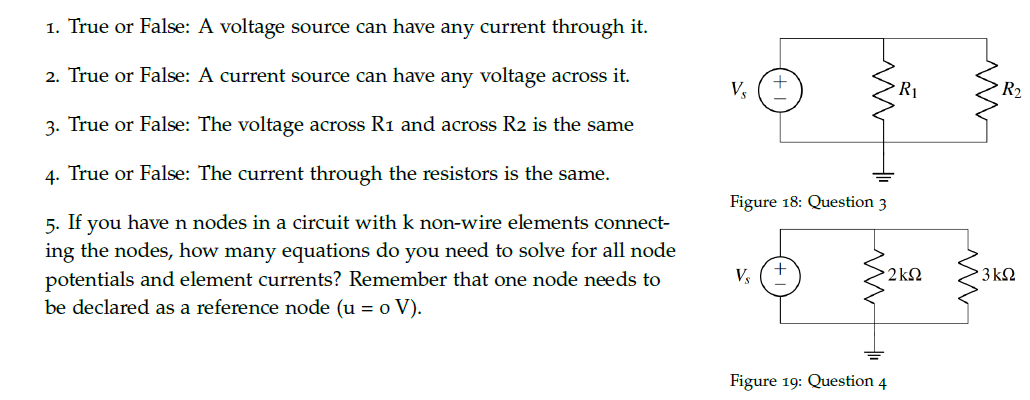 1. True or False: A voltage source can have any current through it.
2. True or False: A current source can have any voltage across it.
3. True or False: The voltage across R1 and across R2 is the same
4. True or False: The current through the resistors is the same.
5. If you have n nodes in a circuit with k non-wire elements connect-
ing the nodes, how many equations do you need to solve for all node
potentials and element currents? Remember that one node needs to
be declared as a reference node (u = 0 V).
Vs + − R1 R2
Figure 18: Question 3
Vs + − 2 kΩ 3 kΩ
Figure 19: Question 4